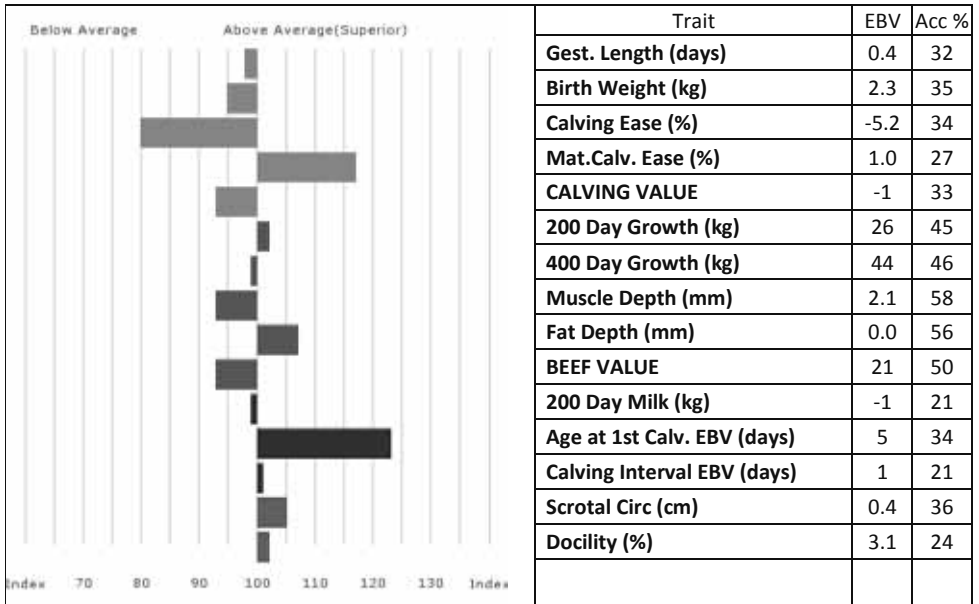 Below Average Above Average(Superior)
Index 70 80 90 100 110 120 130 Index
Trait EBV Acc %
Gest. Length (days) 0.4 32
Birth Weight (kg) 2.3 35
Calving Ease (%) -5.2 34
Mat.Calv. Ease (%) 1.0 27
CALVING VALUE -1 33
200 Day Growth (kg) 26 45
400 Day Growth (kg) 44 46
Muscle Depth (mm) 2.1 58
Fat Depth (mm) 0.0 56
BEEF VALUE 21 50
200 Day Milk (kg) -1 21
Age at 1st Calv. EBV (days) 5 34
Calving Interval EBV (days) 1 21
Scrotal Circ (cm) 0.4 36
Docility (%) 3.1 24